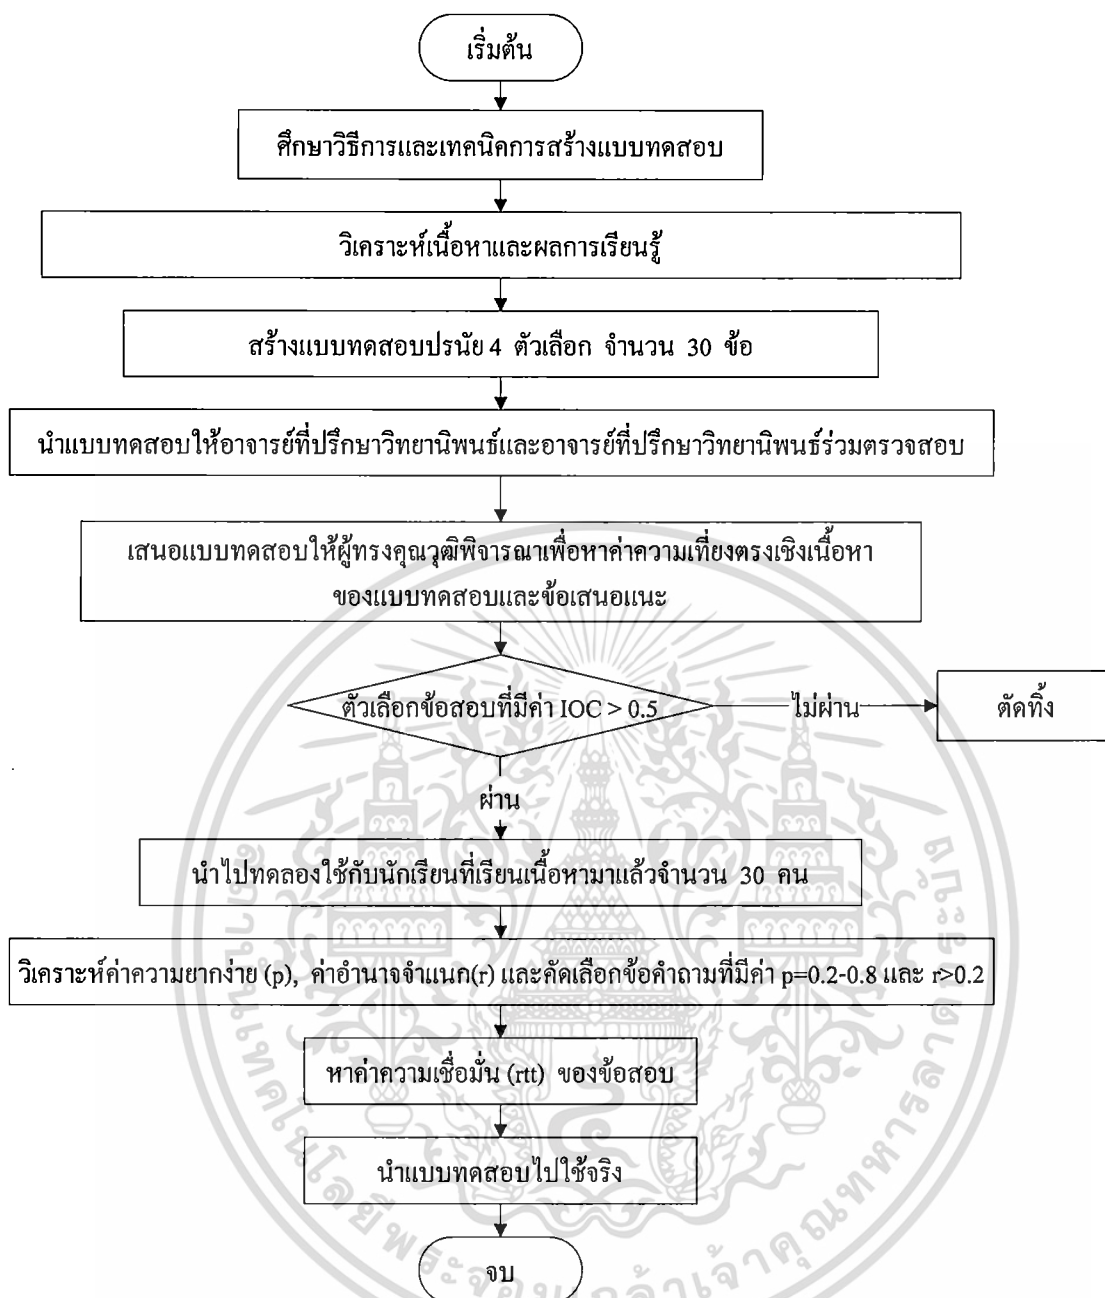 เริ่มต้น
ศึกษาวิธีการและเทคนิคการสร้างแบบทดสอบ
วิเคราะห์เนื้อหาและผลการเรียนรู้
สร้างแบบทดสอบปรนัย 4 ตัวเลือก จำนวน 30 ข้อ
นำแบบทดสอบให้อาจารย์ที่ปรึกษาวิทยานิพนธ์และอาจารย์ที่ปรึกษาวิทยานิพนธ์ร่วมตรวจสอบ
เสนอแบบทดสอบให้ผู้ทรงคุณวุฒิพิจารณาเพื่อหาค่าความเที่ยงตรงเชิงเนื้อหา
ของแบบทดสอบและข้อเสนอแนะ
ตัวเลือกข้อสอบที่มีค่า IOC > 0.5
ไม่ผ่าน
ตัดทิ้ง
ผ่าน
นำไปทดลองใช้กับนักเรียนที่เรียนเนื้อหามาแล้วจำนวน 30 คน
วิเคราะห์ค่าความยากง่าย (p), ค่าอำนาจจำแนก(r) และคัดเลือกข้อคำถามที่มีค่า p=0.2-0.8 และ r>0.2
หาค่าความเชื่อมั่น (rtt) ของข้อสอบ
นำแบบทดสอบไปใช้จริง
จบ